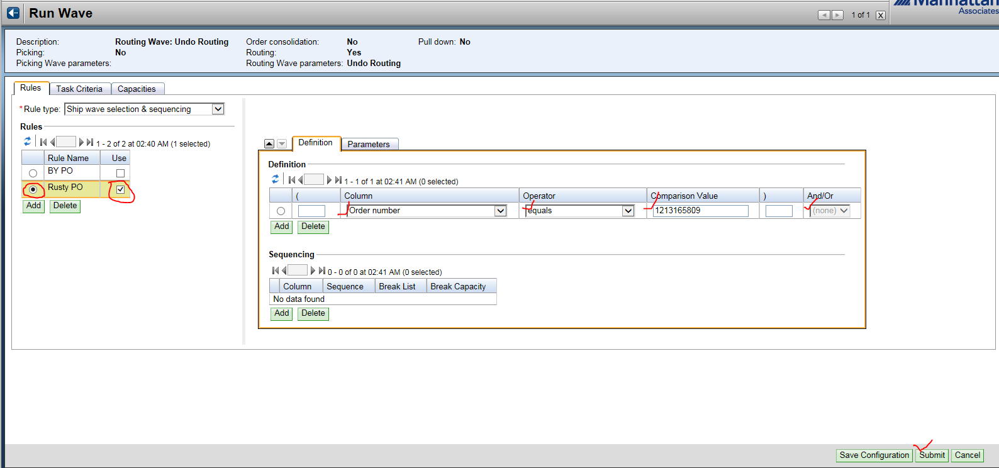 Run Wave
1 of 1 X
Manhattan
Associates
Description: Routing Wave: Undo Routing Order consolidation: No Pull down: No
Picking: No Routing: Yes
Picking Wave parameters: Routing Wave parameters: Undo Routing
Rules Task Criteria Capacities
*Rule type: Ship wave selection & sequencing
Rules
1 - 2 of 2 at 02:40 AM (1 selected)
Rule Name Use
BY PO
Rusty PO
Add Delete
Definition Parameters
Definition
1 - 1 of 1 at 02:41 AM (0 selected)
( Column Operator Comparison Value ) And/Or
Order number equals 1213165809 (none)
Add Delete
Sequencing
0 - 0 of 0 at 02:41 AM (0 selected)
Column Sequence Break List Break Capacity
No data found
Add Delete
Save Configuration Submit Cancel